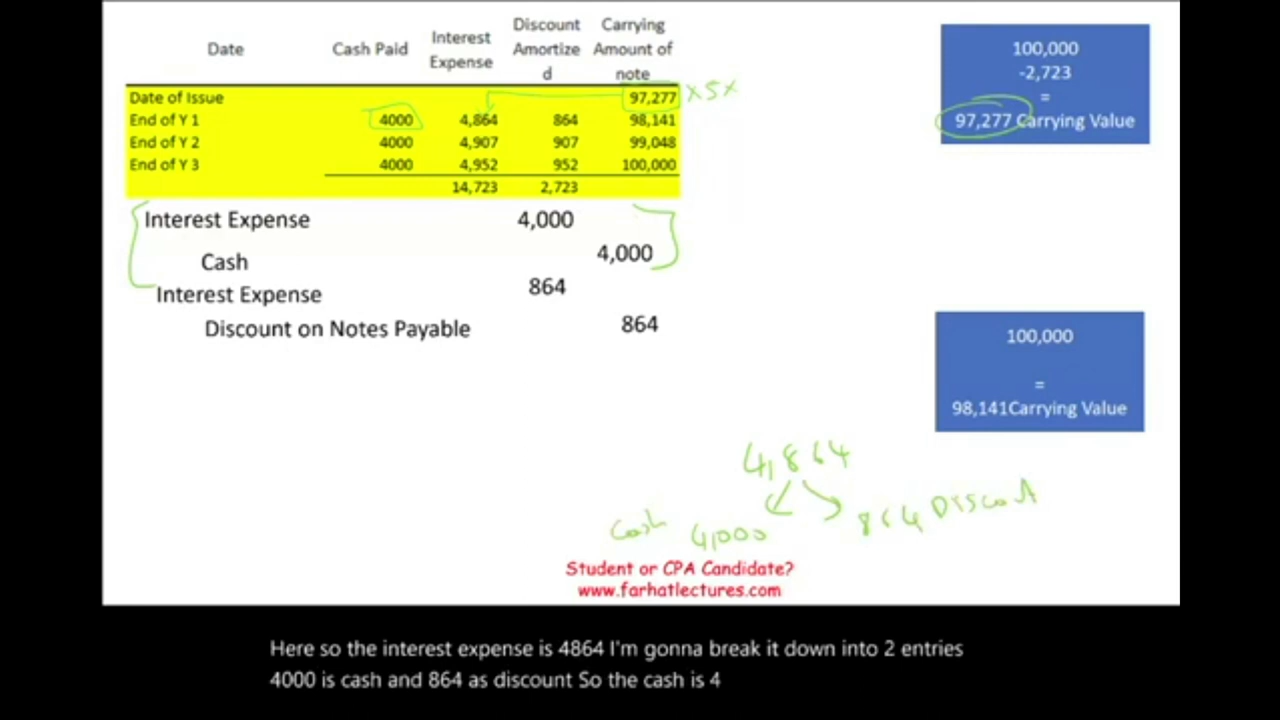 Date Cash Paid Interest Expense Discount Amortize d Carrying Amount of note
Date of Issue 97,277 x5%
End of Y 1 4000 4,864 864 98,141
End of Y 2 4000 4,907 907 99,048
End of Y 3 4000 4,952 952 100,000
14,723 2,723
Interest Expense 4,000
Cash 4,000
Interest Expense 864
Discount on Notes Payable 864
100,000
-2,723
=
97,277 Carrying Value
100,000
=
98,141Carrying Value
4,864
Cash 4,000 864 Discout
Student or CPA Candidate?
www.farhatlectures.com
Here so the interest expense is 4864 I'm gonna break it down into 2 entries
4000 is cash and 864 as discount So the cash is 4